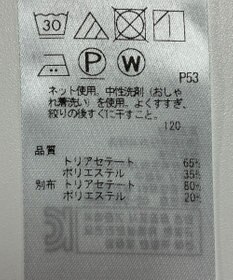 30
P W
P53
ネット使用。中性洗剤(おしゃ
れ着洗い)を使用。よくすすぎ、
絞りの後すぐに干すこと。
120
品質
トリアセテート 65%
ポリエステル 35%
別布 トリアセテート 80%
ポリエステル 20%